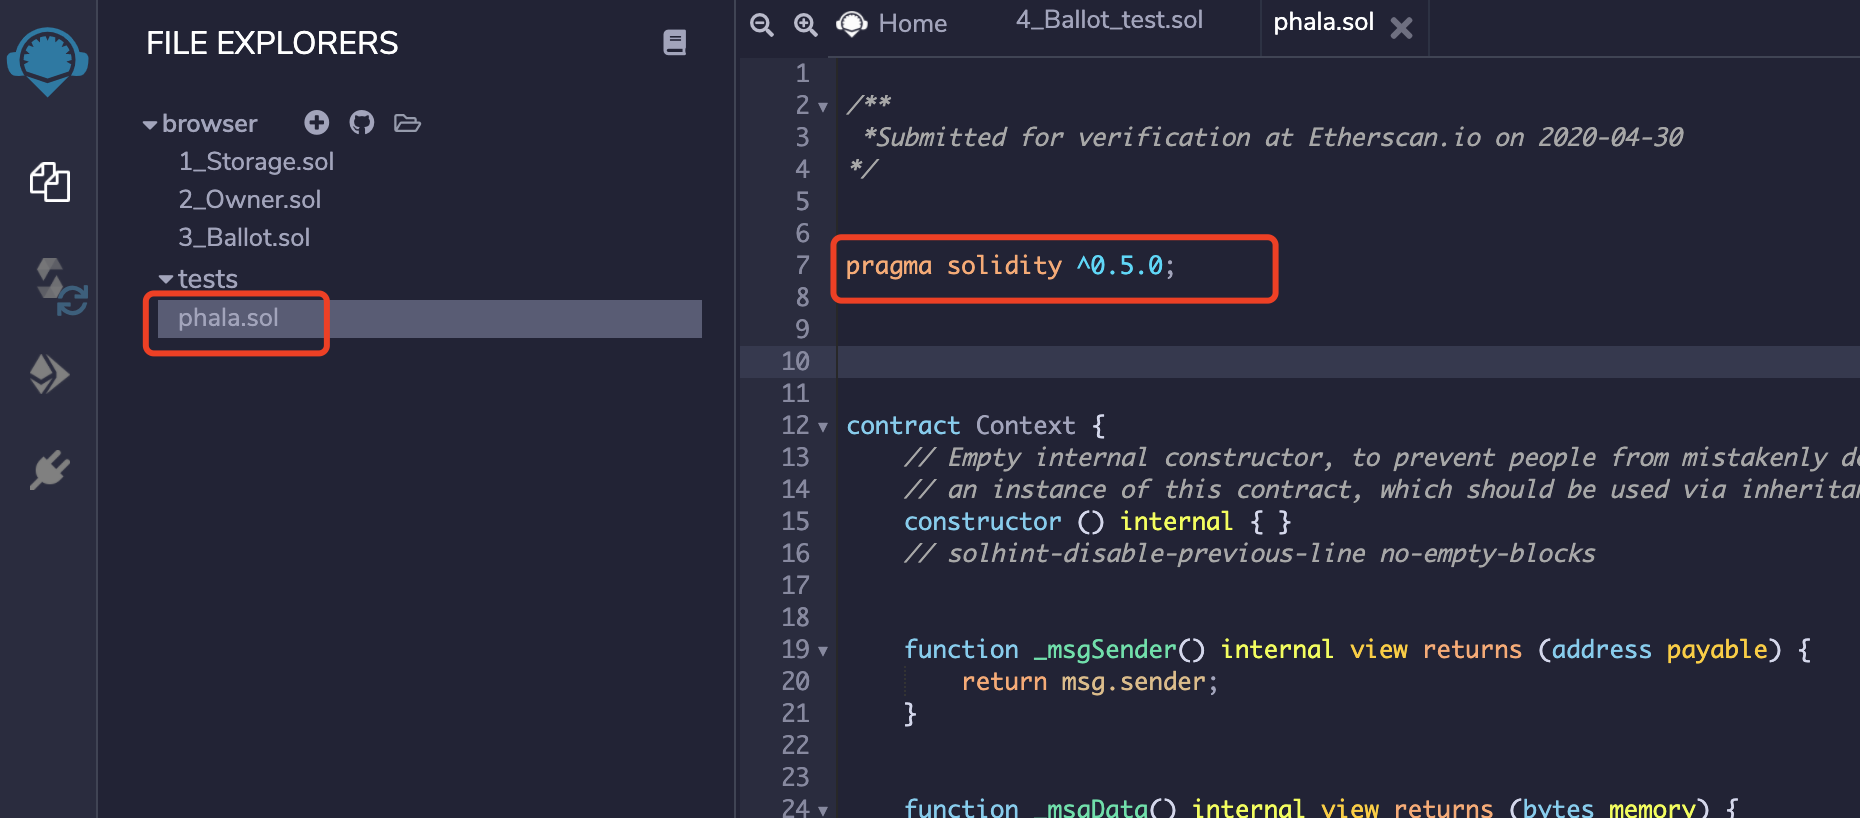 FILE EXPLORERS
browser
1_Storage.sol
2_Owner.sol
3_Ballot.sol
tests
phala.sol
Home
4_Ballot_test.sol
phala.sol
1
2 /**
3 *Submitted for verification at Etherscan.io on 2020-04-30
4 */
5
6
7 pragma solidity ^0.5.0;
8
9
10
11
12 contract Context {
13 // Empty internal constructor, to prevent people from mistakenly de
14 // an instance of this contract, which should be used via inherita
15 constructor () internal { }
16 // solhint-disable-previous-line no-empty-blocks
17
18
19 function _msgSender() internal view returns (address payable) {
20 return msg.sender;
21 }
22
23
24 function _msgData() internal view returns (bytes memory) {